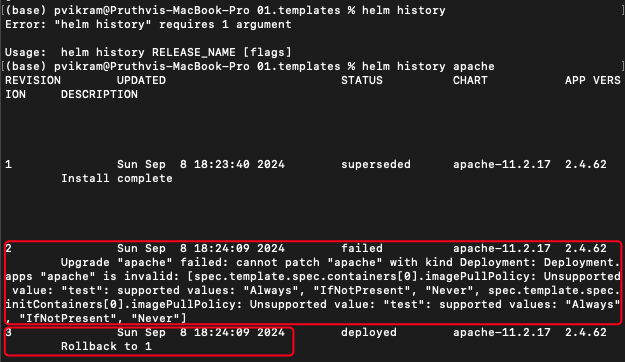 [(base) pvikram@Pruthvis-MacBook-Pro 01.templates % helm history ]
Error: "helm history" requires 1 argument
Usage:  helm history RELEASE_NAME [flags]
[(base) pvikram@Pruthvis-MacBook-Pro 01.templates % helm history apache ]
REVISION UPDATED STATUS CHART APP VERS
ION DESCRIPTION
1 Sun Sep  8 18:23:40 2024 superseded apache-11.2.17 2.4.62
Install complete
2 Sun Sep  8 18:24:09 2024 failed apache-11.2.17 2.4.62
Upgrade "apache" failed: cannot patch "apache" with kind Deployment: Deployment.
apps "apache" is invalid: [spec.template.spec.containers[0].imagePullPolicy: Unsupported
value: "test": supported values: "Always", "IfNotPresent", "Never", spec.template.spec.
initContainers[0].imagePullPolicy: Unsupported value: "test": supported values: "Always"
, "IfNotPresent", "Never"]
3 Sun Sep  8 18:24:09 2024 deployed apache-11.2.17 2.4.62
Rollback to 1